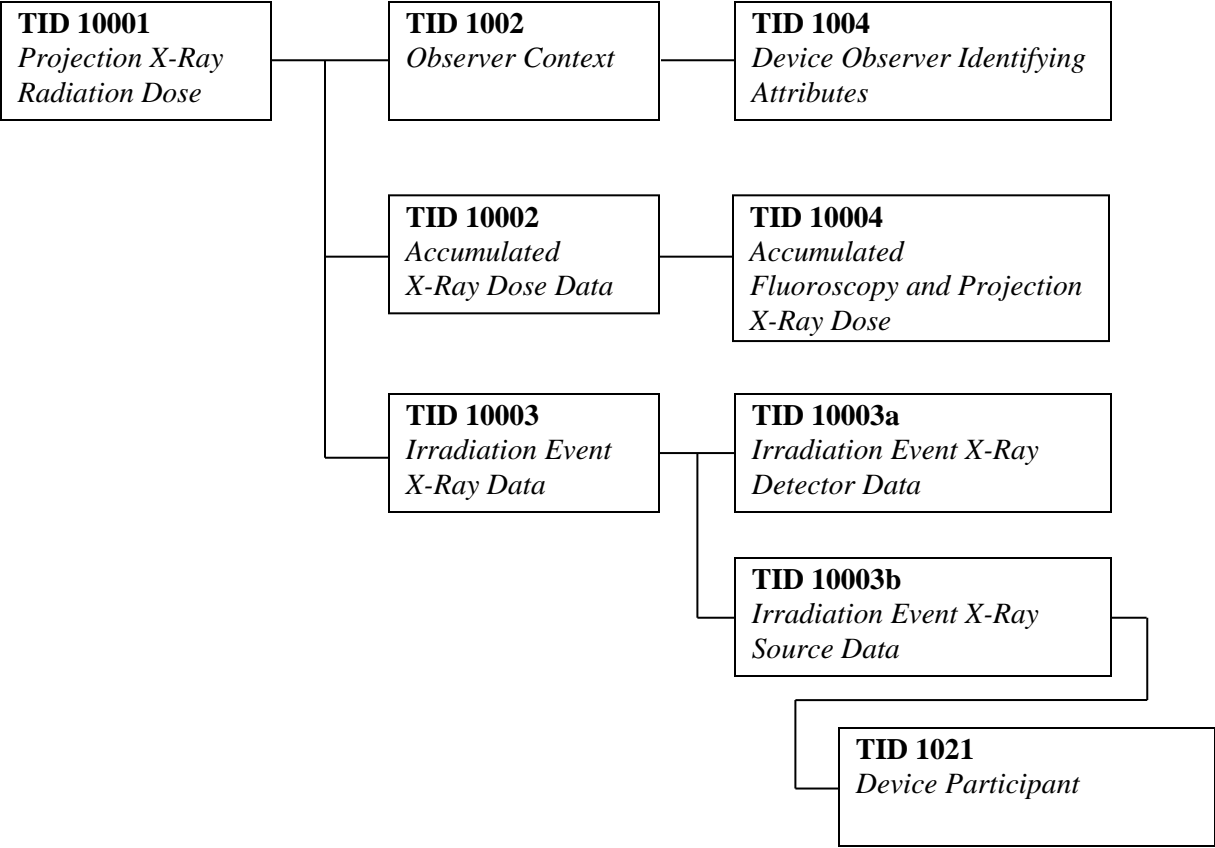 TID 10001
Projection X-Ray
Radiation Dose
TID 1002
Observer Context
TID 1004
Device Observer Identifying
Attributes
TID 10002
Accumulated
X-Ray Dose Data
TID 10004
Accumulated
Fluoroscopy and Projection
X-Ray Dose
TID 10003
Irradiation Event
X-Ray Data
TID 10003a
Irradiation Event X-Ray
Detector Data
TID 10003b
Irradiation Event X-Ray
Source Data
TID 1021
Device Participant